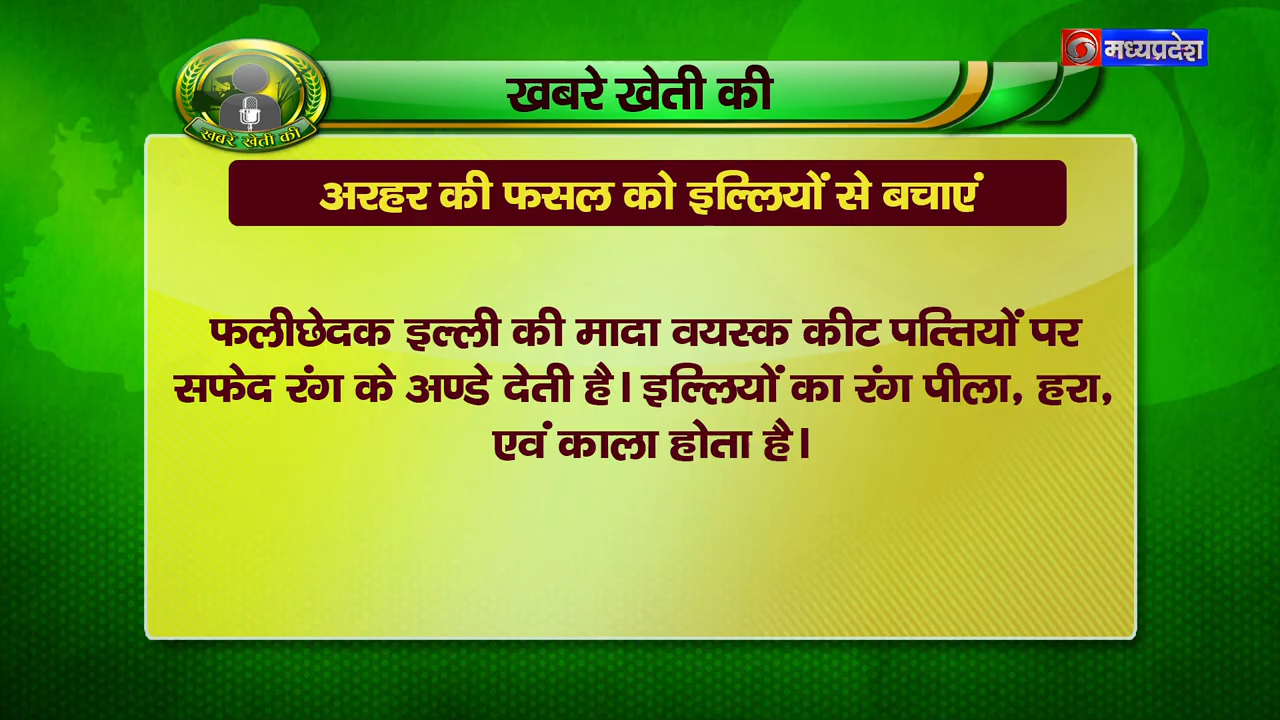 मध्यप्रदेश
खबरे खेती की
खबरे खेती की
अरहर की फसल को इल्लियों से बचाएं
फलीछेदक इल्ली की मादा वयस्क कीट पत्तियों पर
सफेद रंग के अण्डे देती है। इल्लियों का रंग पीला, हरा,
एवं काला होता है।